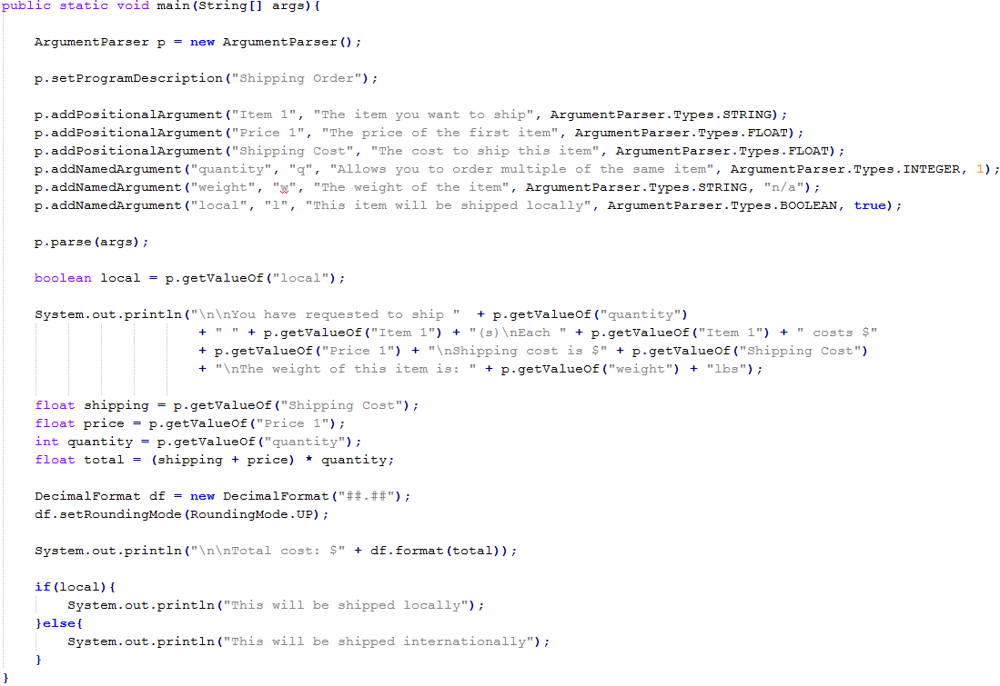 public static void main(String[] args){
ArgumentParser p = new ArgumentParser();
p.setProgramDescription("Shipping Order");
p.addPositionalArgument("Item 1", "The item you want to ship", ArgumentParser.Types.STRING);
p.addPositionalArgument("Price 1", "The price of the first item", ArgumentParser.Types.FLOAT);
p.addPositionalArgument("Shipping Cost", "The cost to ship this item", ArgumentParser.Types.FLOAT);
p.addNamedArgument("quantity", "q", "Allows you to order multiple of the same item", ArgumentParser.Types.INTEGER, 1);
p.addNamedArgument("weight", "w", "The weight of the item", ArgumentParser.Types.STRING, "n/a");
p.addNamedArgument("local", "l", "This item will be shipped locally", ArgumentParser.Types.BOOLEAN, true);
p.parse(args);
boolean local = p.getValueOf("local");
System.out.println("\n\nYou have requested to ship "  + p.getValueOf("quantity")
+ " " + p.getValueOf("Item 1") + "(s)\nEach " + p.getValueOf("Item 1") + " costs $"
+ p.getValueOf("Price 1") + "\nShipping cost is $" + p.getValueOf("Shipping Cost")
+ "\nThe weight of this item is: " + p.getValueOf("weight") + "lbs");
float shipping = p.getValueOf("Shipping Cost");
float price = p.getValueOf("Price 1");
int quantity = p.getValueOf("quantity");
float total = (shipping + price) * quantity;
DecimalFormat df = new DecimalFormat("##.##");
df.setRoundingMode(RoundingMode.UP);
System.out.println("\n\nTotal cost: $" + df.format(total));
if(local){
System.out.println("This will be shipped locally");
}else{
System.out.println("This will be shipped internationally");
}
}